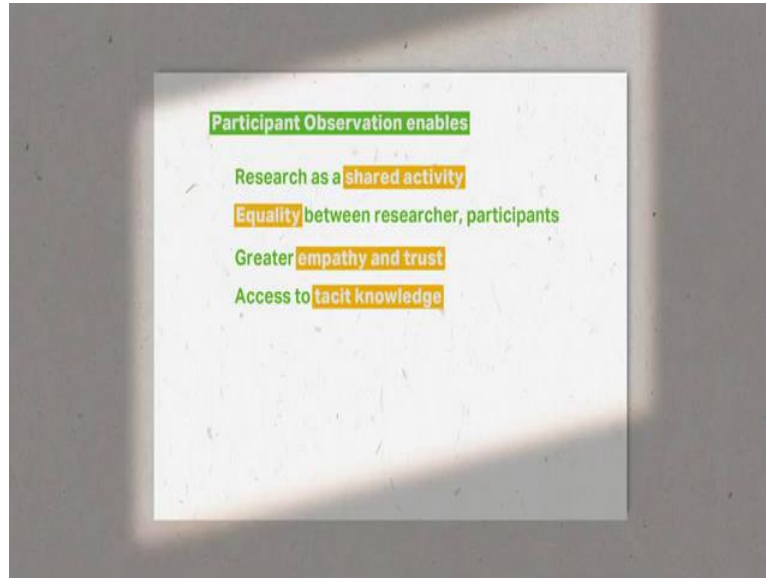 Participant Observation enables
Research as a shared activity
Equality between researcher, participants
Greater empathy and trust
Access to tacit knowledge